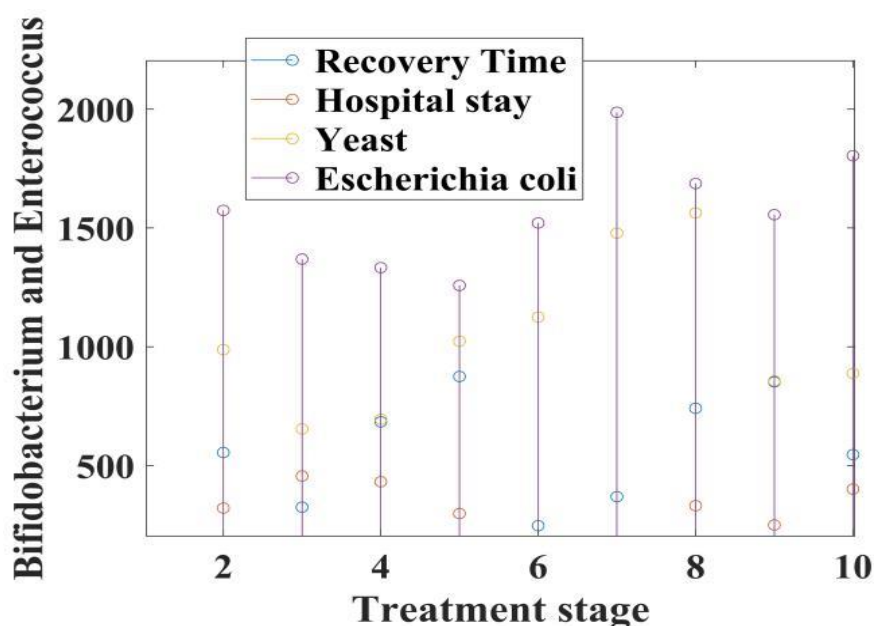 Recovery Time
Hospital stay
Yeast
Escherichia coli
Bifidobacterium and Enterococcus
2000
1500
1000
500
2 4 6 8 10
Treatment stage